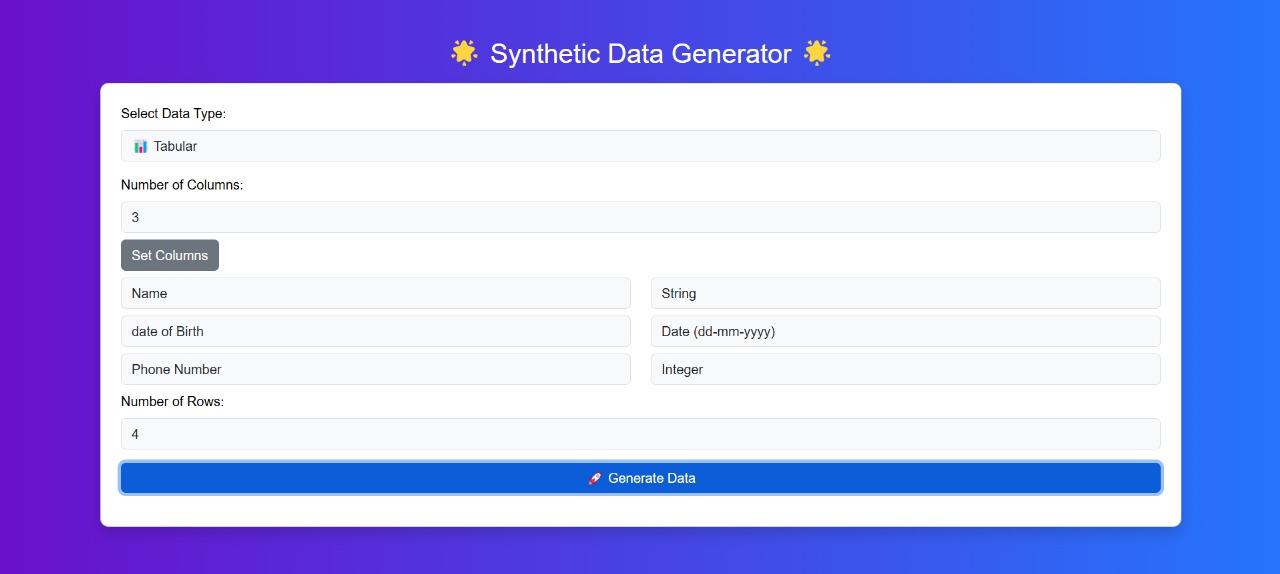 🌟 Synthetic Data Generator 🌟
Select Data Type:
📊 Tabular
Number of Columns:
3
Set Columns
Name String
date of Birth Date (dd-mm-yyyy)
Phone Number Integer
Number of Rows:
4
🚀 Generate Data